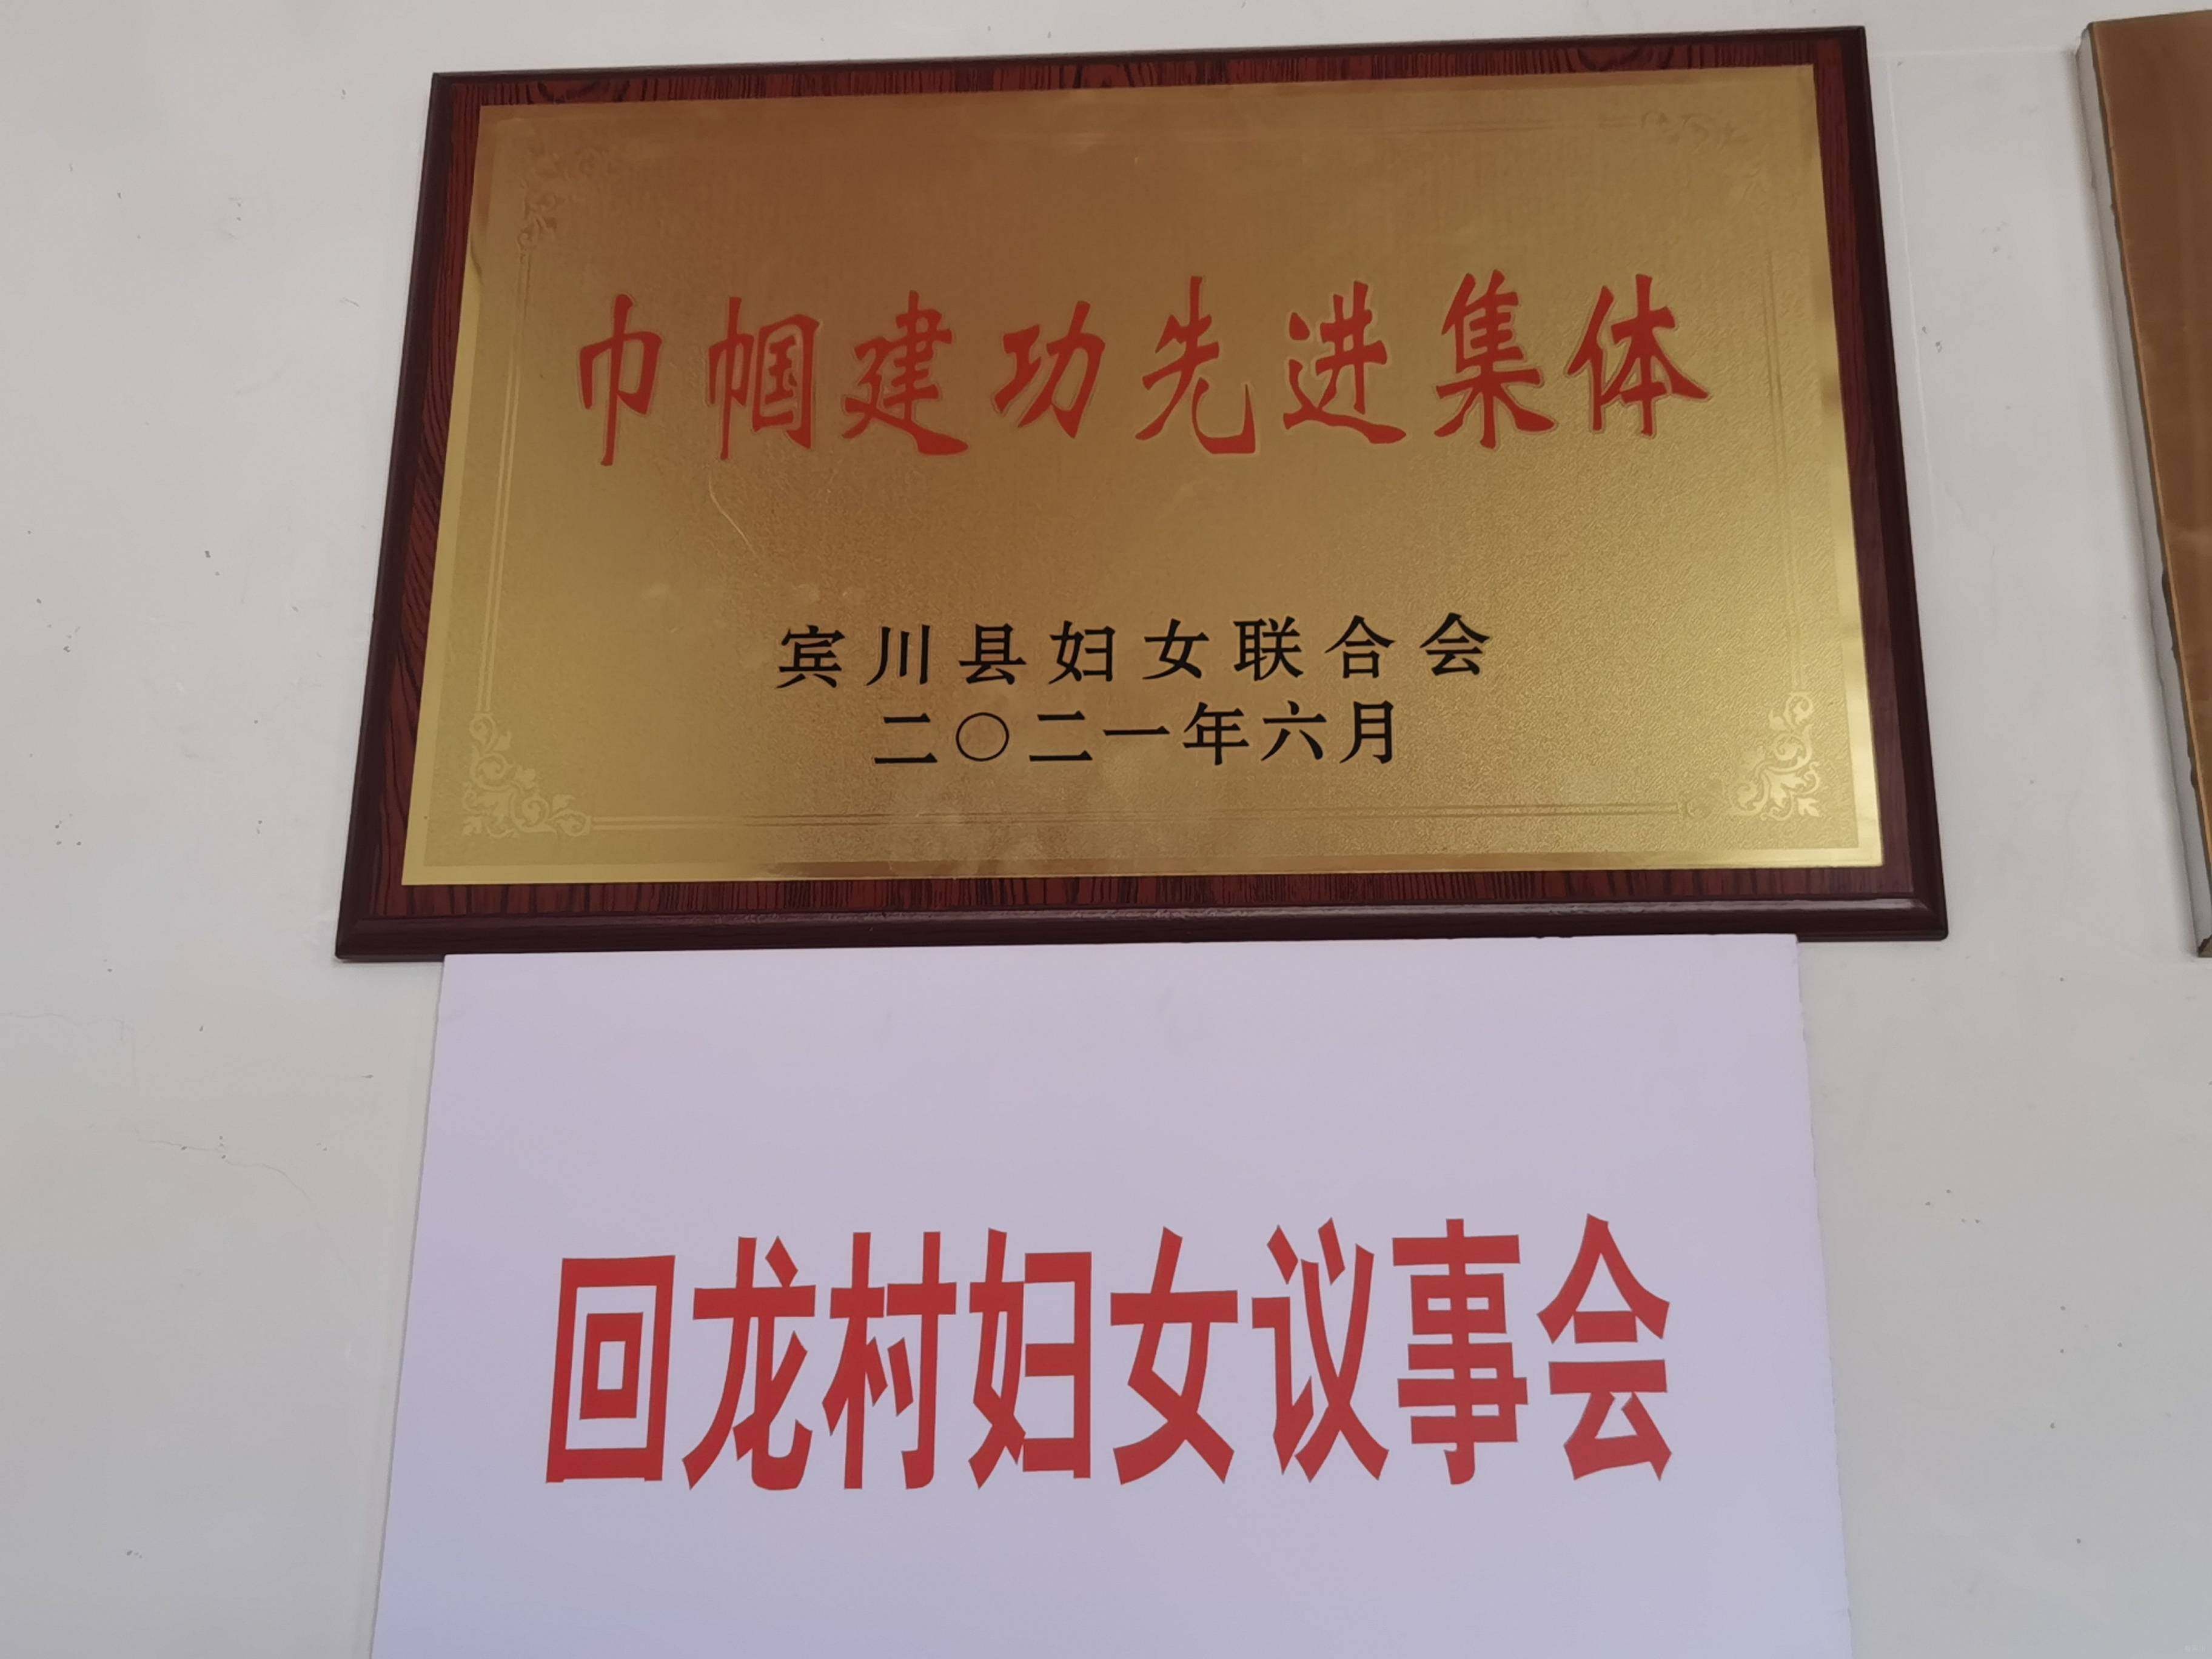 巾帼建功先进集体
宾川县妇女联合会
二〇二一年六月
回龙村妇女议事会